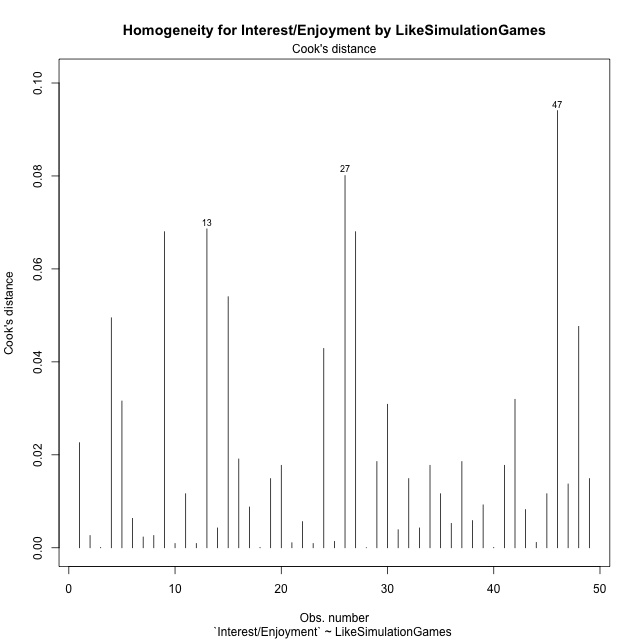 Homogeneity for Interest/Enjoyment by LikeSimulationGames
Cook's distance
Cook's distance
0.10
0.08
0.06
0.04
0.02
0.00
13
27
47
0 10 20 30 40 50
Obs. number
`Interest/Enjoyment` ~ LikeSimulationGames